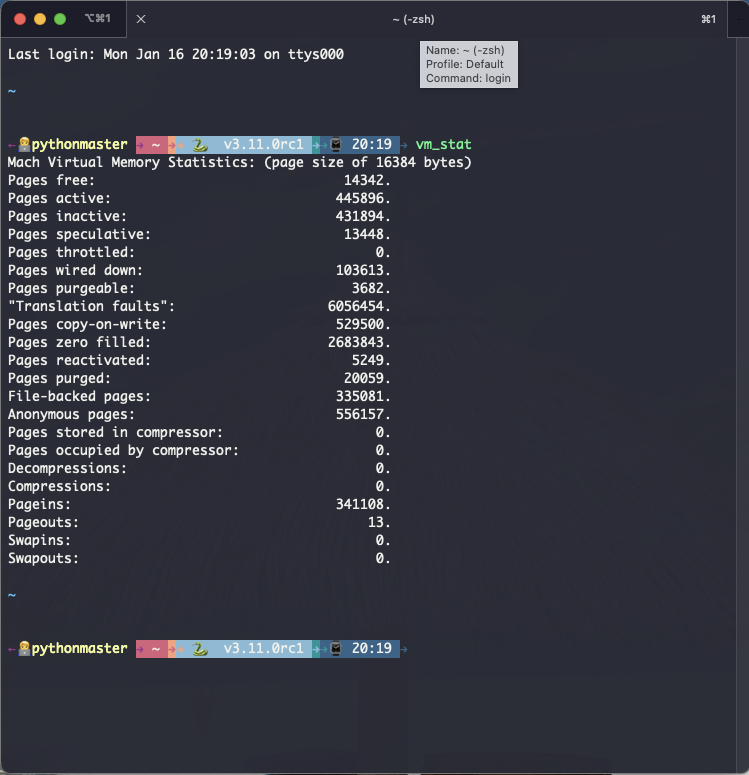 ⌥⌘1
~ (-zsh)
⌘1
Last login: Mon Jan 16 20:19:03 on ttys000
Name: ~ (-zsh)
Profile: Default
Command: login
~
pythonmaster ~ v3.11.0rc1 20:19 vm_stat
Mach Virtual Memory Statistics: (page size of 16384 bytes)
Pages free: 14342.
Pages active: 445896.
Pages inactive: 431894.
Pages speculative: 13448.
Pages throttled: 0.
Pages wired down: 103613.
Pages purgeable: 3682.
"Translation faults": 6056454.
Pages copy-on-write: 529500.
Pages zero filled: 2683843.
Pages reactivated: 5249.
Pages purged: 20059.
File-backed pages: 335081.
Anonymous pages: 556157.
Pages stored in compressor: 0.
Pages occupied by compressor: 0.
Decompressions: 0.
Compressions: 0.
Pageins: 341108.
Pageouts: 13.
Swapins: 0.
Swapouts: 0.
~
pythonmaster ~ v3.11.0rc1 20:19